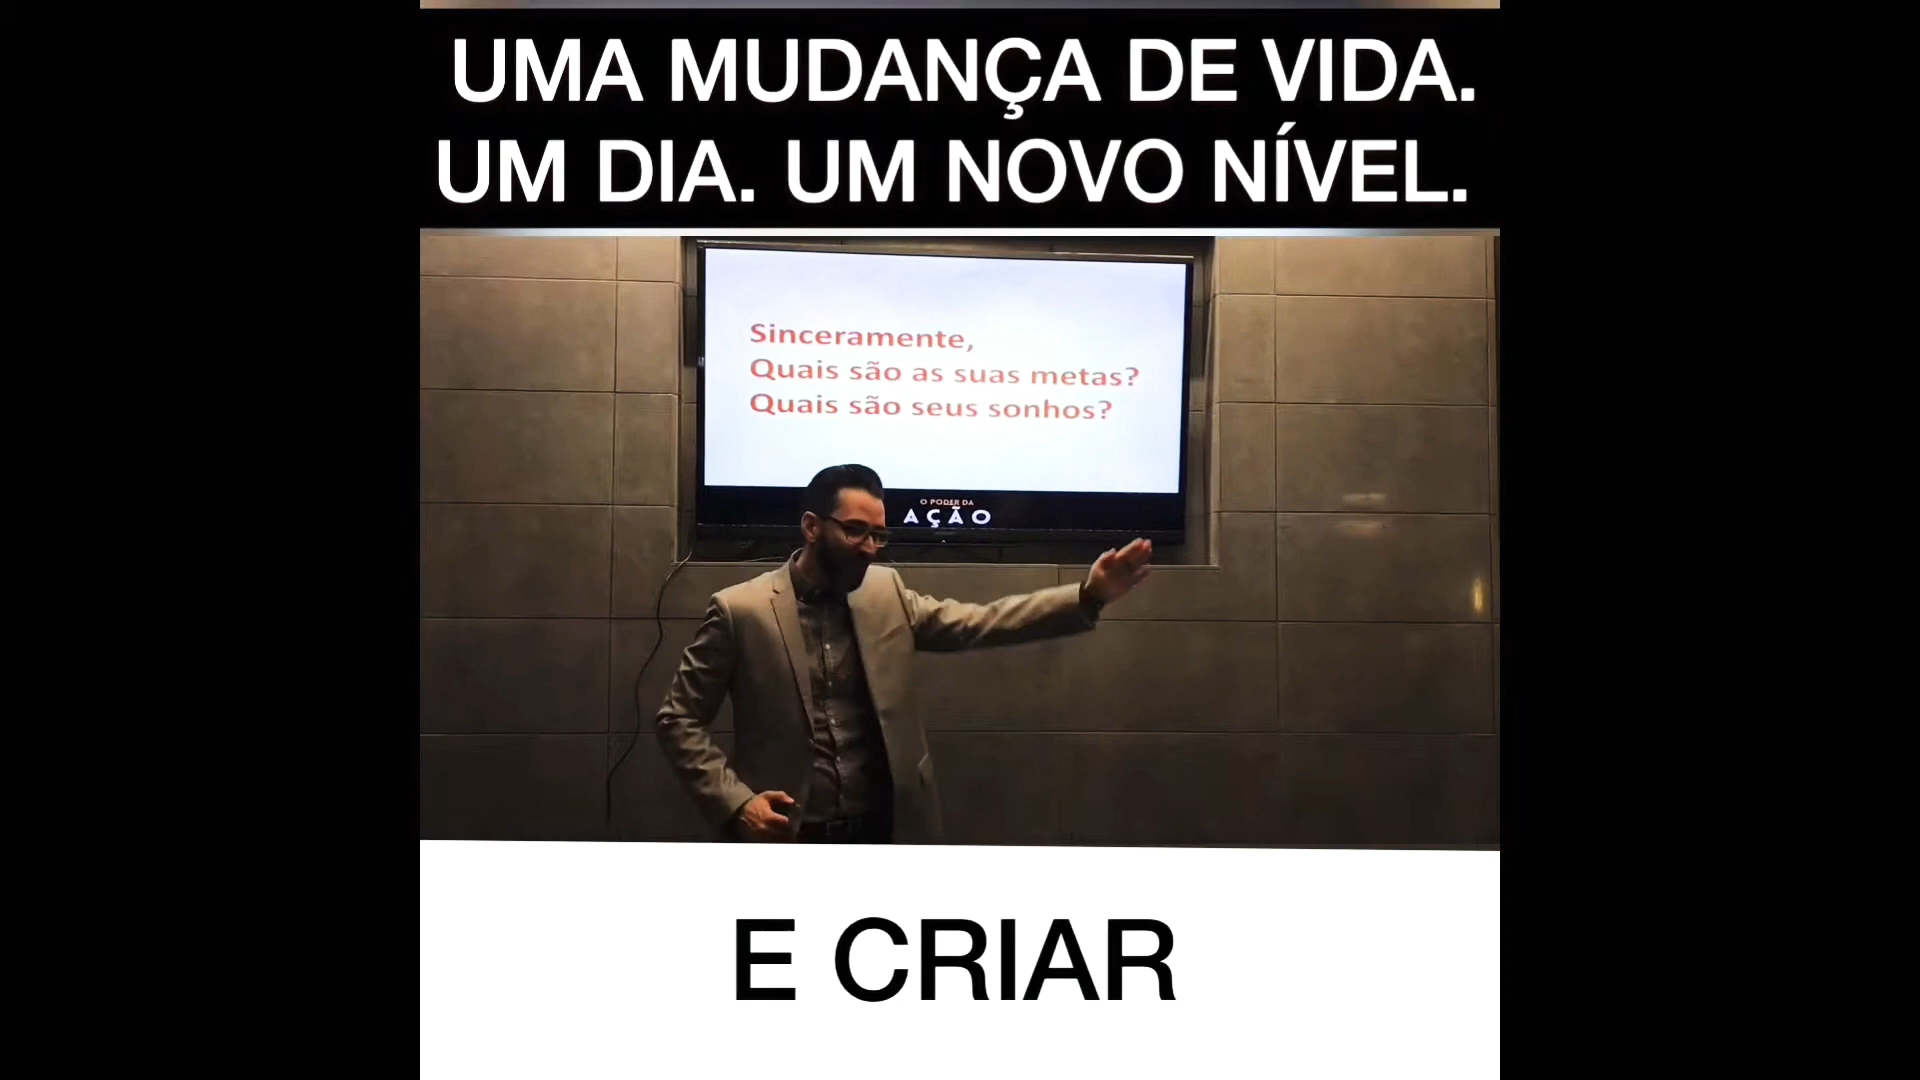 UMA MUDANÇA DE VIDA.
UM DIA. UM NOVO NÍVEL.
Sinceramente,
Quais são as suas metas?
Quais são seus sonhos?
O PODER DA
AÇÃO
E CRIAR